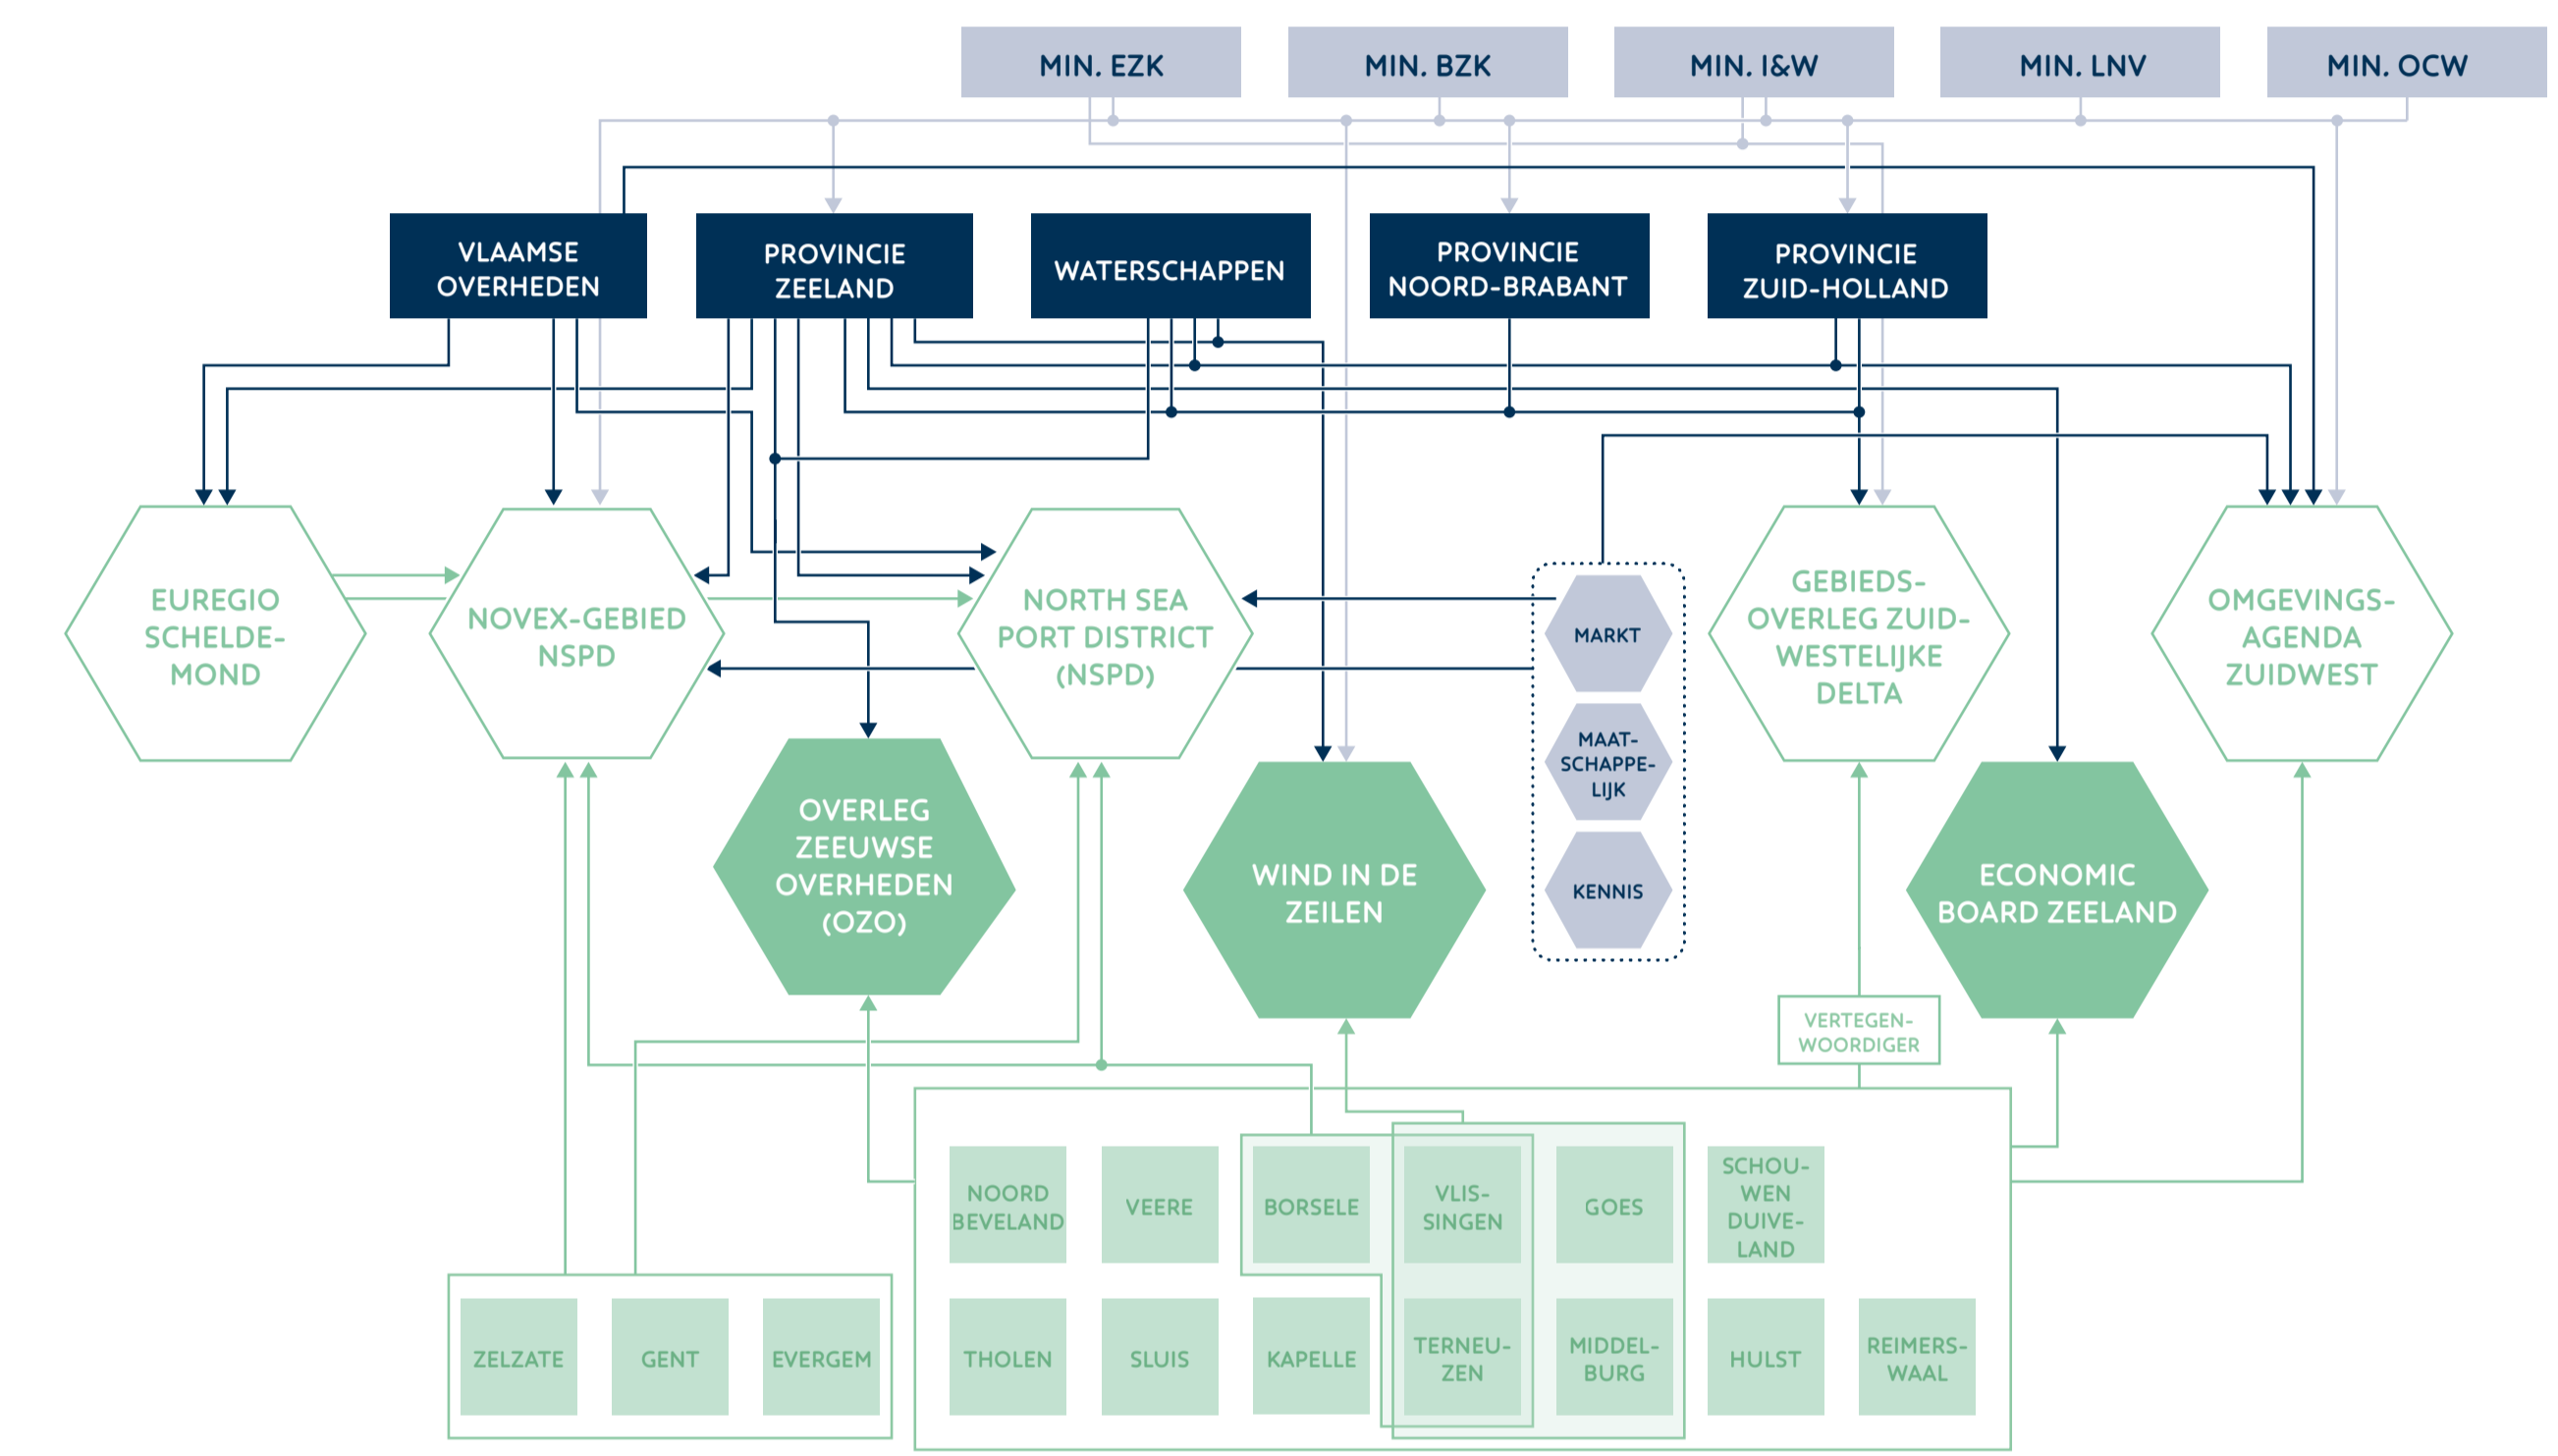 MIN. EZK
MIN. BZK
MIN. I&W
MIN. LNV
MIN. OCW
VLAAMSE
OVERHEDEN
PROVINCIE
ZEELAND
WATERSCHAPPEN
PROVINCIE
NOORD-BRABANT
PROVINCIE
ZUID-HOLLAND
EUREGIO
SCHELDE-
MOND
NOVEX-GEBIED
NSPD
NORTH SEA
PORT DISTRICT
(NSPD)
MARKT
MAAT-
SCHAPPE-
LIJK
KENNIS
GEBIEDS-
OVERLEG ZUID-
WESTELIJKE
DELTA
OMGEVINGS-
AGENDA
ZUIDWEST
OVERLEG
ZEEUWSE
OVERHEDEN
(OZO)
WIND IN DE
ZEILEN
ECONOMIC
BOARD ZEELAND
VERTEGEN-
WOORDIGER
NOORD
BEVELAND
VEERE
BORSELE
VLIS-
SINGEN
GOES
SCHOU-
WEN
DUIVE-
LAND
ZELZATE
GENT
EVERGEM
THOLEN
SLUIS
KAPELLE
TERNEU-
ZEN
MIDDEL-
BURG
HULST
REIMERS-
WAAL